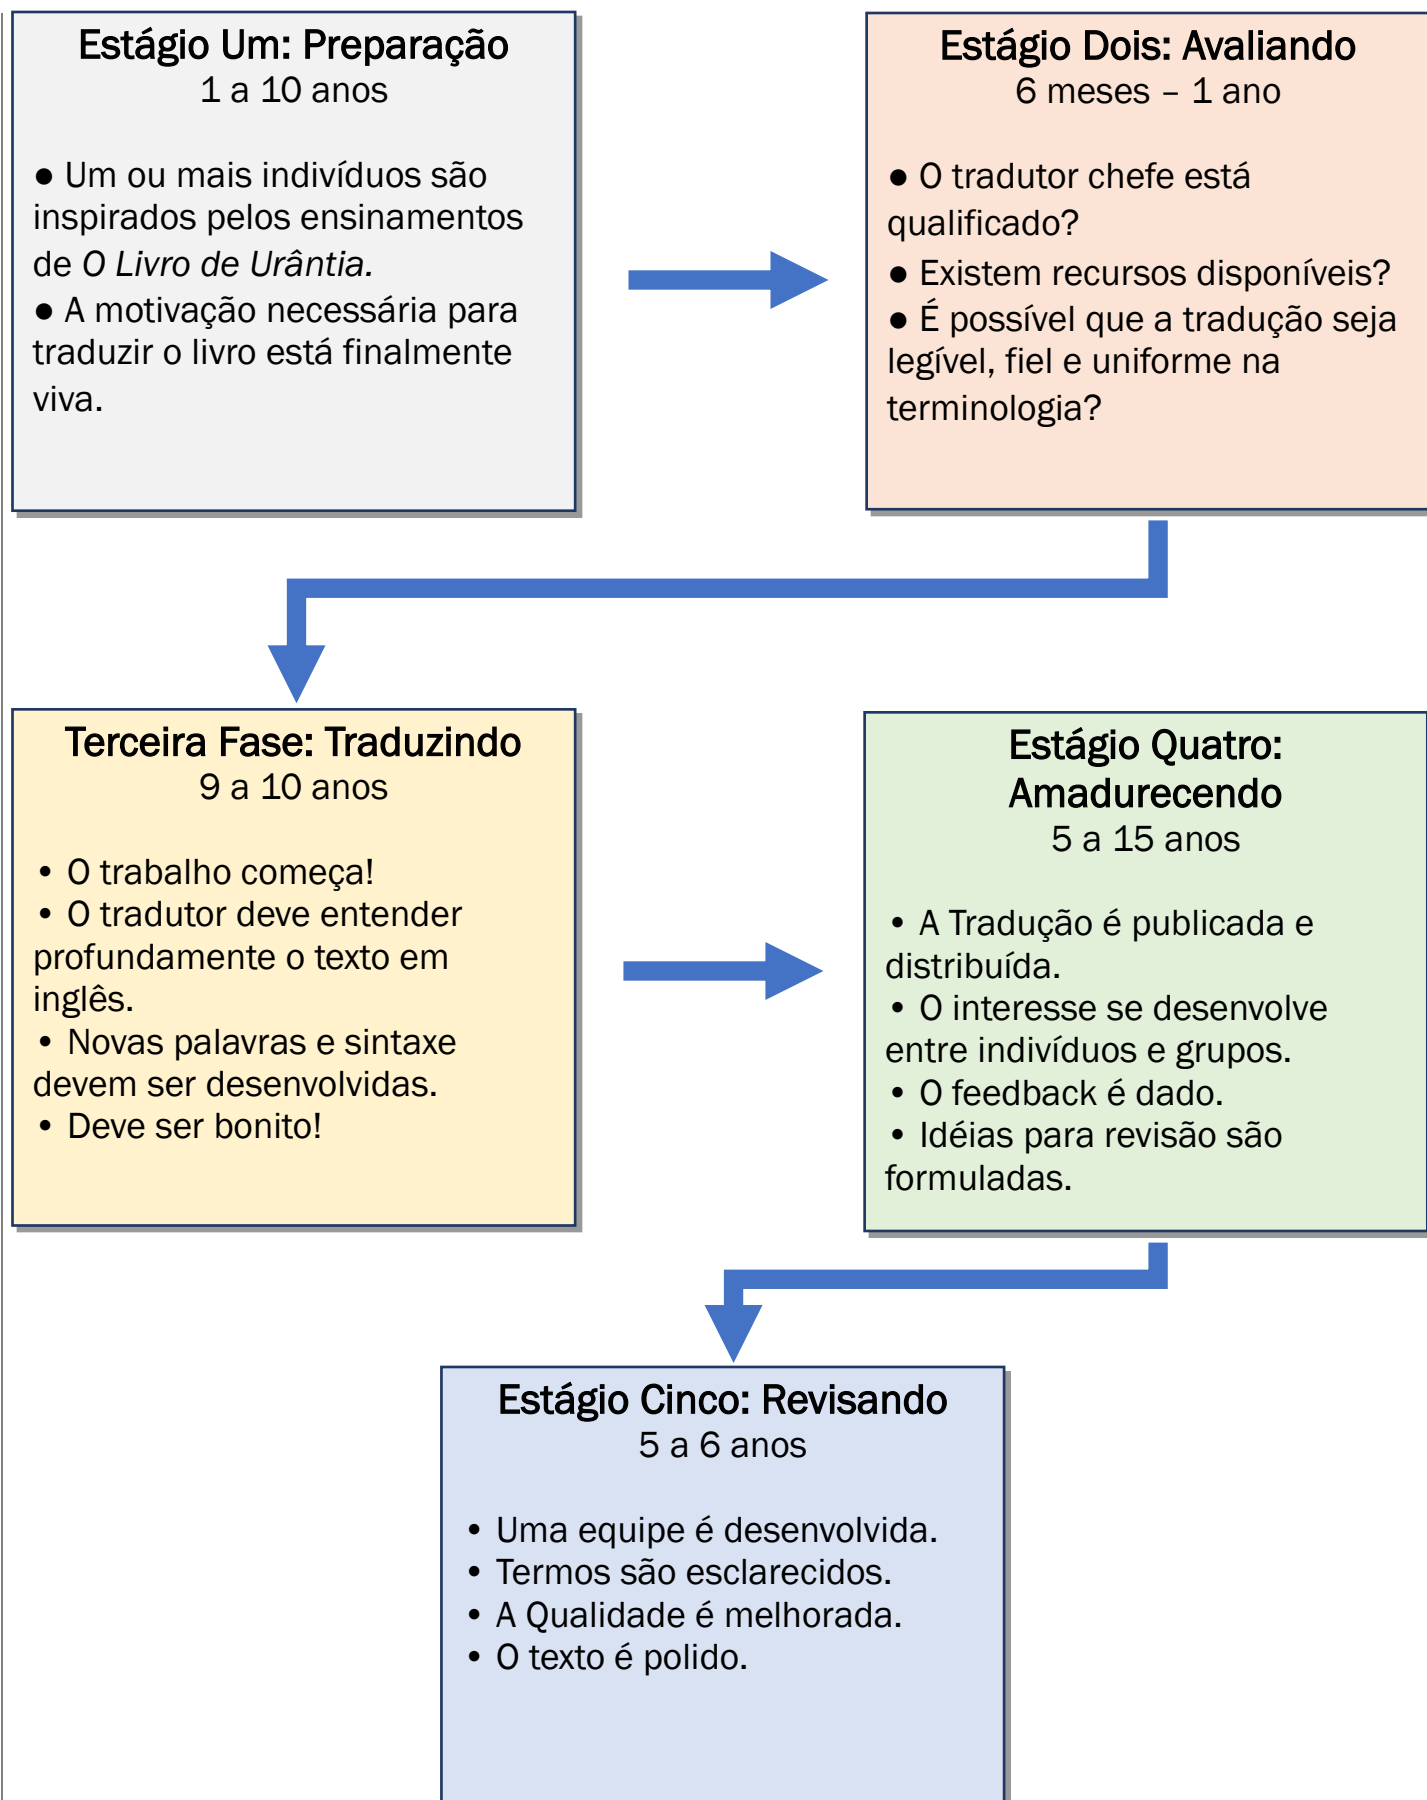 Estágio Um: Preparação
1 a 10 anos
● Um ou mais indivíduos são
inspirados pelos ensinamentos
de O Livro de Urântia.
● A motivação necessária para
traduzir o livro está finalmente
viva.
Estágio Dois: Avaliando
6 meses – 1 ano
● O tradutor chefe está
qualificado?
● Existem recursos disponíveis?
● É possível que a tradução seja
legível, fiel e uniforme na
terminologia?
Terceira Fase: Traduzindo
9 a 10 anos
• O trabalho começa!
• O tradutor deve entender
profundamente o texto em
inglês.
• Novas palavras e sintaxe
devem ser desenvolvidas.
• Deve ser bonito!
Estágio Quatro:
Amadurecendo
5 a 15 anos
• A Tradução é publicada e
distribuída.
• O interesse se desenvolve
entre indivíduos e grupos.
• O feedback é dado.
• Idéias para revisão são
formuladas.
Estágio Cinco: Revisando
5 a 6 anos
• Uma equipe é desenvolvida.
• Termos são esclarecidos.
• A Qualidade é melhorada.
• O texto é polido.